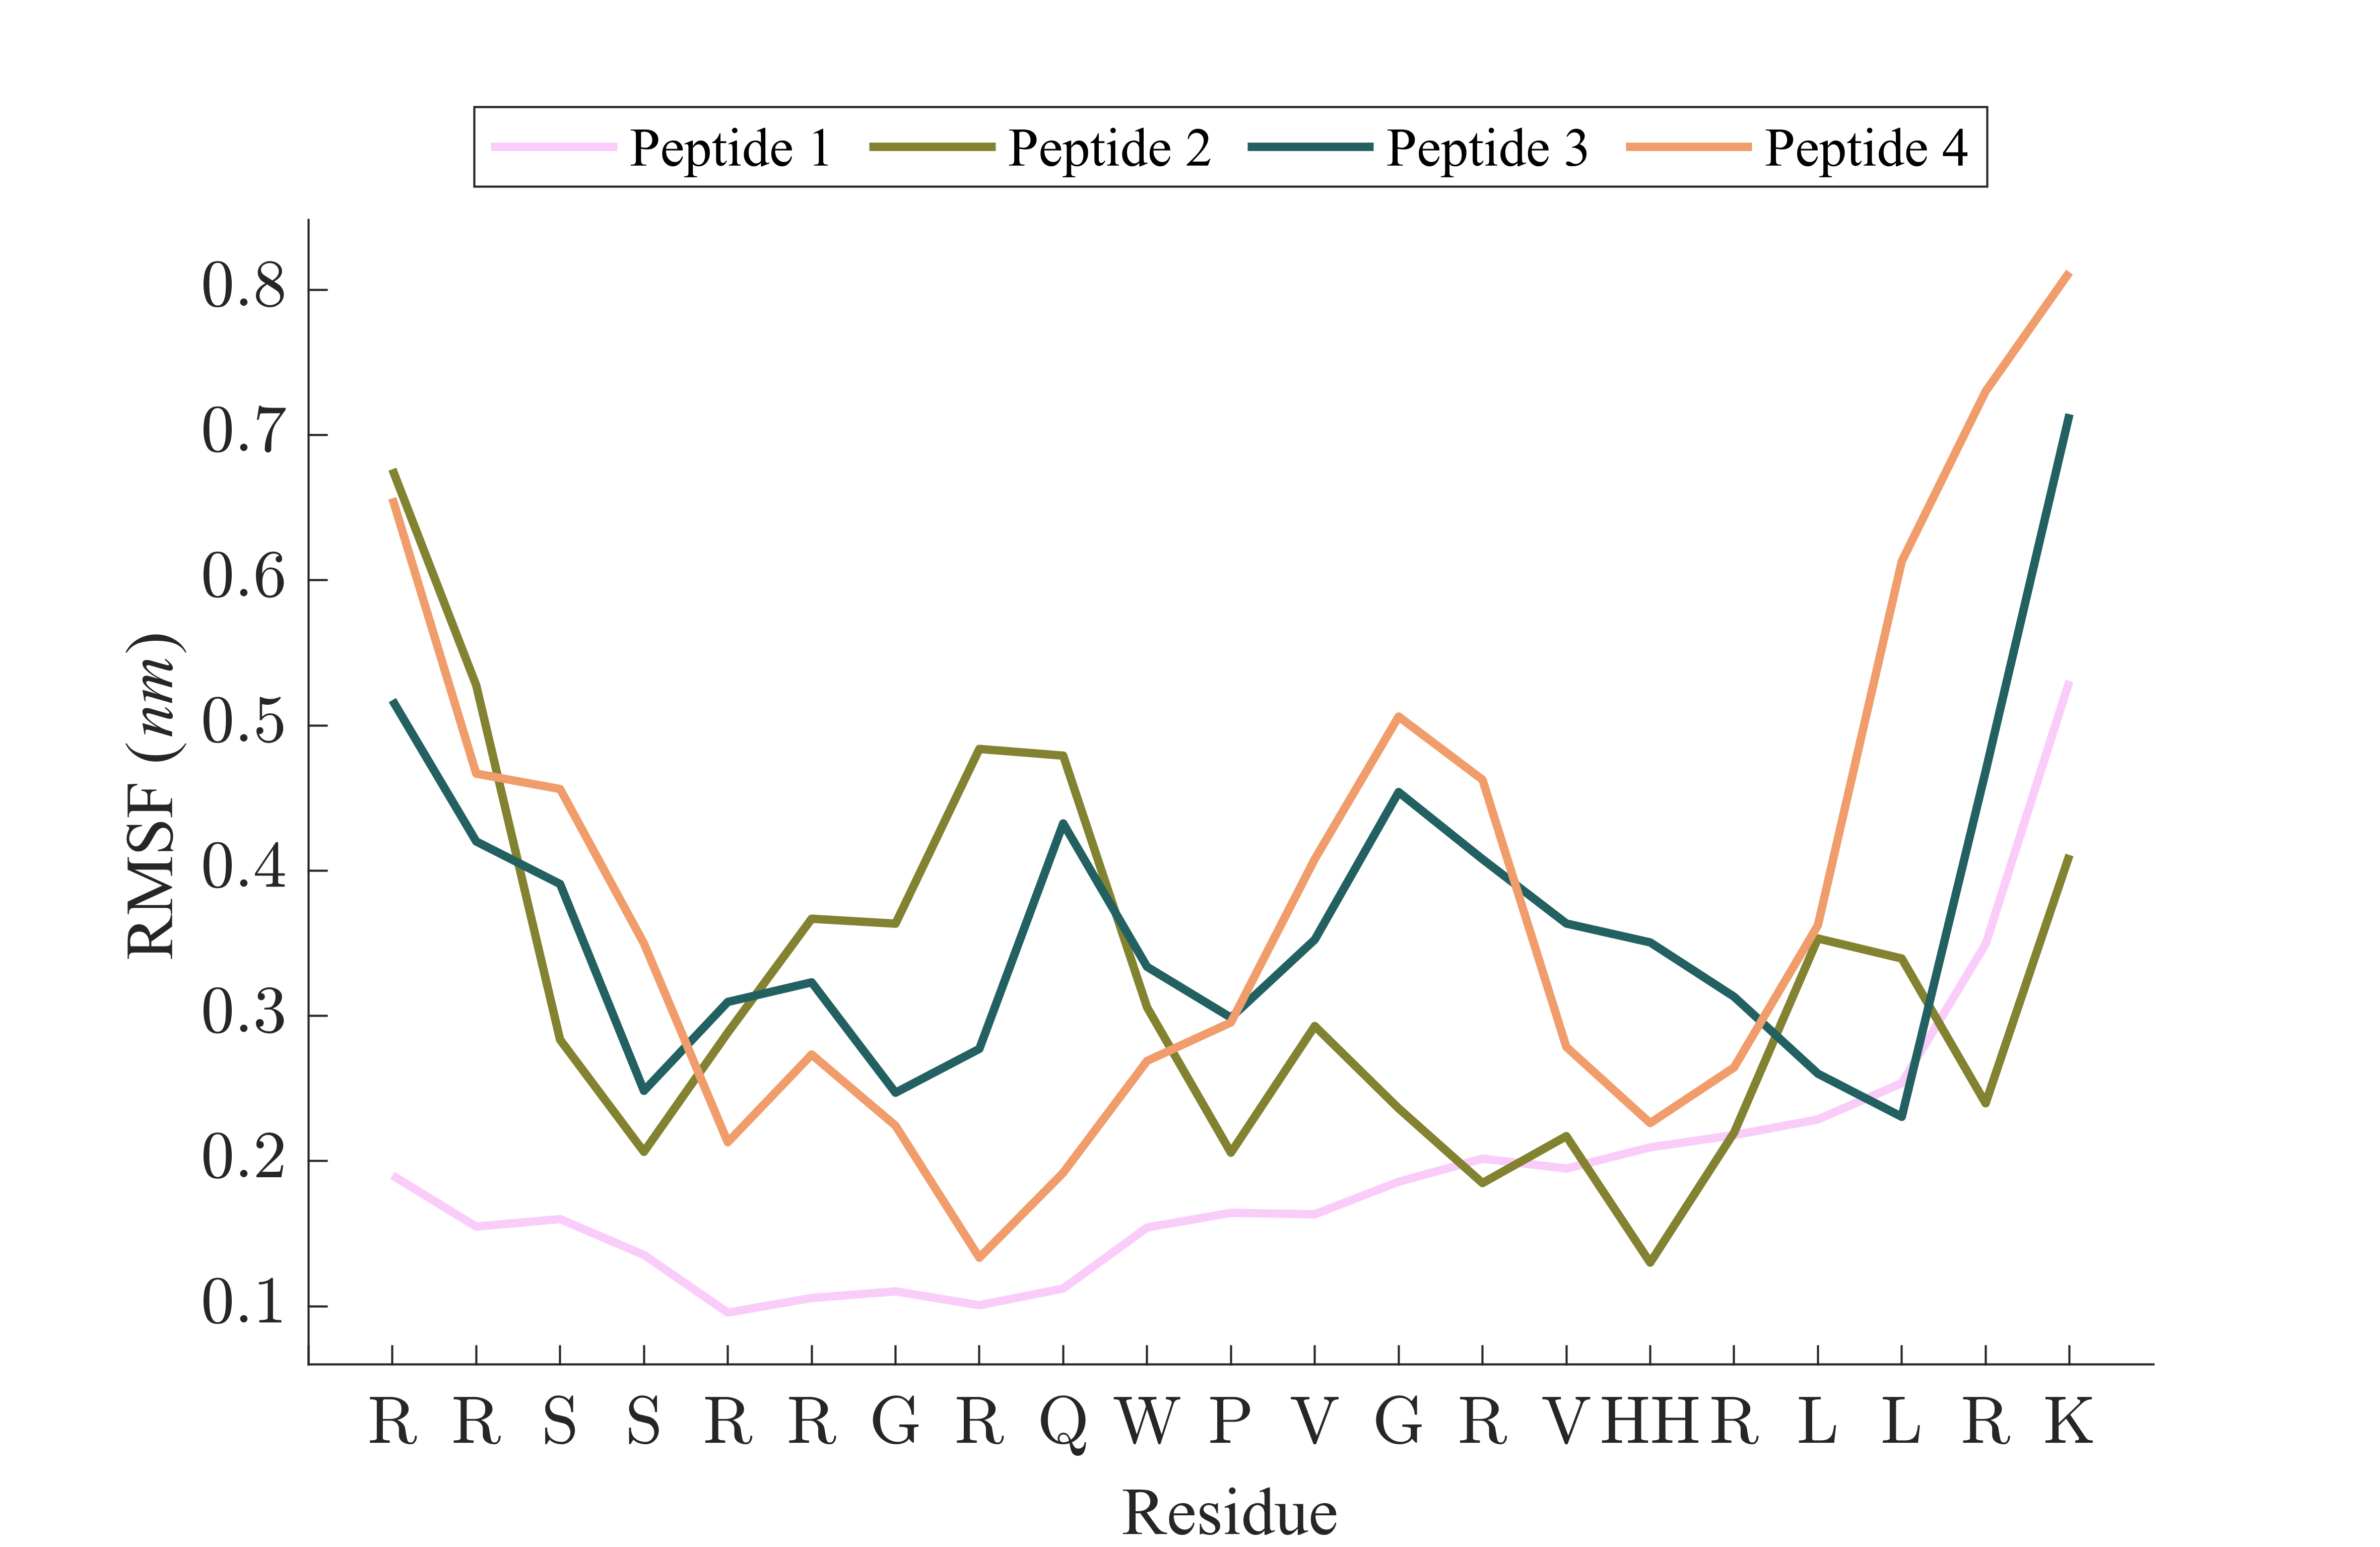 Peptide 1 Peptide 2 Peptide 3 Peptide 4
RMSF (nm)
0.8
0.7
0.6
0.5
0.4
0.3
0.2
0.1
R R S S R R G R Q W P V G R V HH R L L R K
Residue